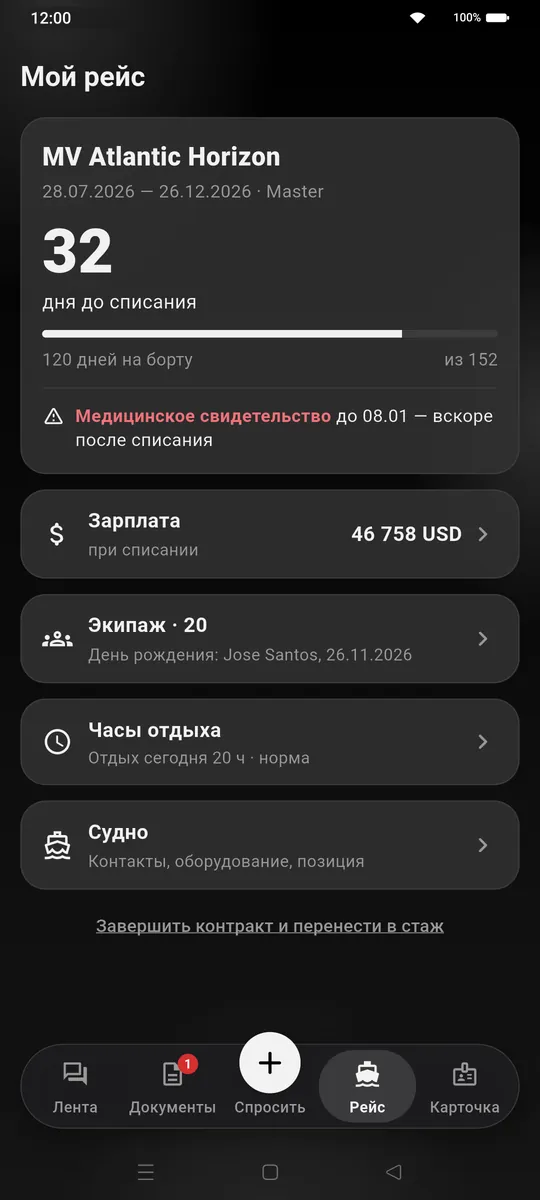 12:00
100%
Мой рейс
MV Atlantic Horizon
28.07.2026 — 26.12.2026 · Master
32
дня до списания
120 дней на борту
из 152
Медицинское свидетельство до 08.01 — вскоре
после списания
Зарплата
при списании
46 758 USD
Экипаж · 20
День рождения: Jose Santos, 26.11.2026
Часы отдыха
Отдых сегодня 20 ч · норма
Судно
Контакты, оборудование, позиция
Завершить контракт и перенести в стаж
1
Лента
Документы
Спросить
Рейс
Карточка